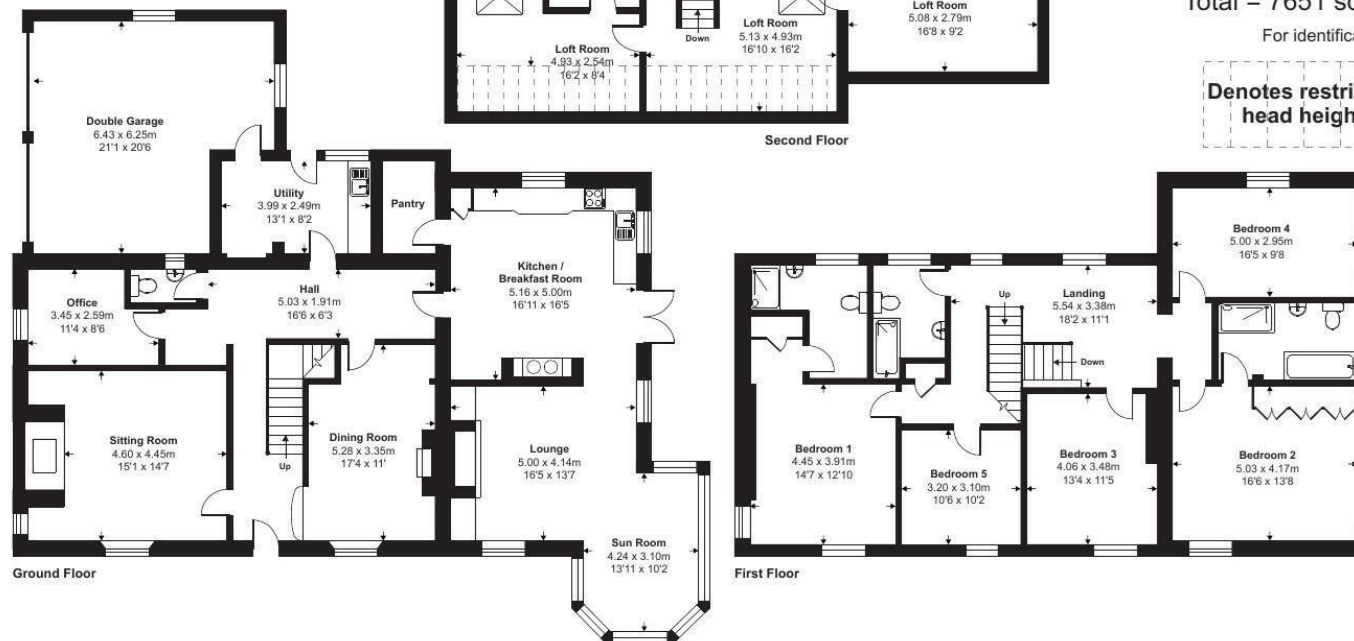 Loft Room
5.08 x 2.79m
16'8 x 9'2
Loft Room
5.13 x 4.93m
16'10 x 16'2
Down
Loft Room
4.93 x 2.54m
16'2 x 8'4
Second Floor
Total = 7651 sq
For identifica
Denotes restri
head heigh
Double Garage
6.43 x 6.25m
21'1 x 20'6
Utility
3.99 x 2.49m
13'1 x 8'2
Pantry
Kitchen /
Breakfast Room
5.16 x 5.00m
16'11 x 16'5
Hall
5.03 x 1.91m
16'6 x 6'3
Office
3.45 x 2.59m
11'4 x 8'6
Sitting Room
4.60 x 4.45m
15'1 x 14'7
Up
Dining Room
5.28 x 3.35m
17'4 x 11'
Lounge
5.00 x 4.14m
16'5 x 13'7
Sun Room
4.24 x 3.10m
13'11 x 10'2
Ground Floor
Bedroom 4
5.00 x 2.95m
16'5 x 9'8
Landing
5.54 x 3.38m
18'2 x 11'1
Up
Down
Bedroom 1
4.45 x 3.91m
14'7 x 12'10
Bedroom 5
3.20 x 3.10m
10'6 x 10'2
Bedroom 3
4.06 x 3.48m
13'4 x 11'5
Bedroom 2
5.03 x 4.17m
16'6 x 13'8
First Floor